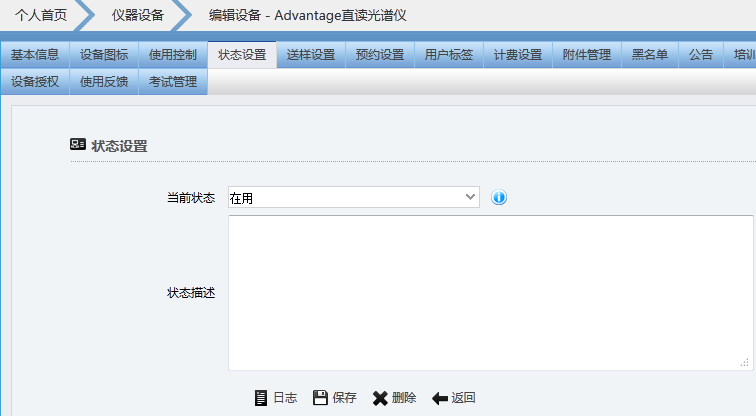 个人首页 仪器设备 编辑设备 - Advantage直读光谱仪
基本信息 设备图标 使用控制 状态设置 送样设置 预约设置 用户标签 计费设置 附件管理 黑名单 公告 培训
设备授权 使用反馈 考试管理
状态设置
当前状态 在用
状态描述
日志 保存 删除 返回